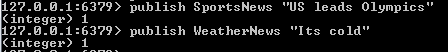 127.0.0.1:6379> publish SportsNews "US leads Olympics"
(integer) 1
127.0.0.1:6379> publish WeatherNews "Its cold"
(integer) 1